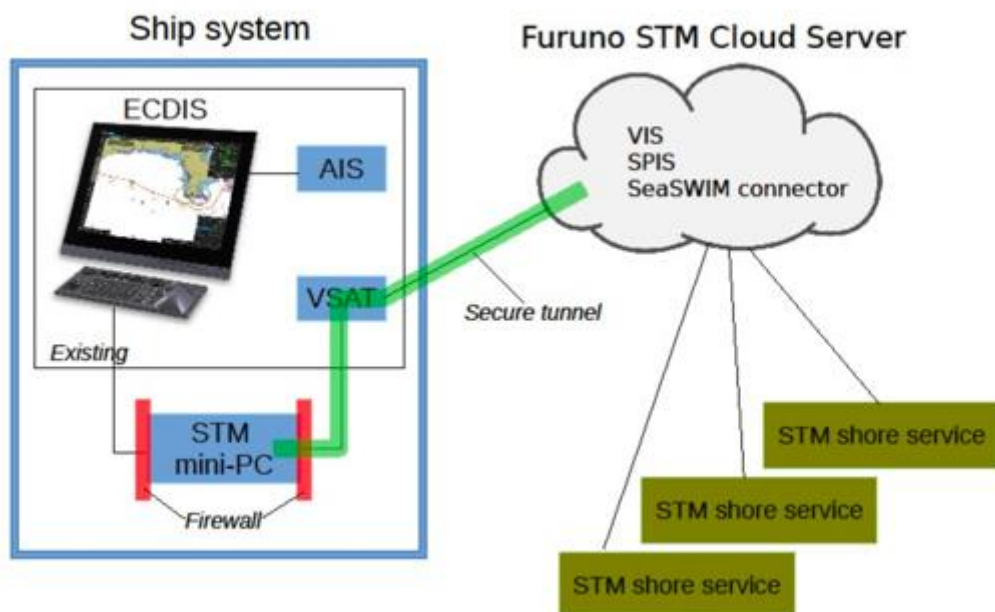 Ship system
Furuno STM Cloud Server
ECDIS
AIS
VIS
SPIS
SeaSWIM connector
VSAT
Secure tunnel
Existing
STM
mini-PC
Firewall
STM shore service
STM shore service
STM shore service